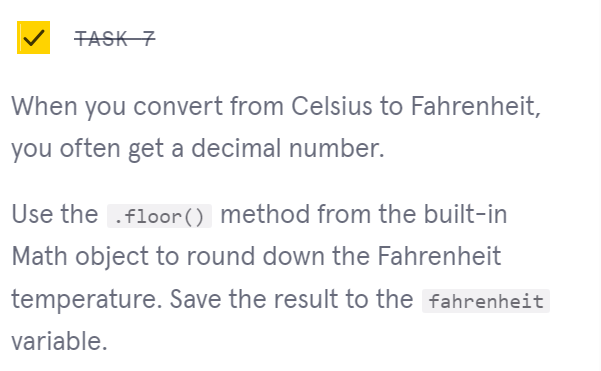 TASK 7
When you convert from Celsius to Fahrenheit,
you often get a decimal number.
Use the .floor() method from the built-in
Math object to round down the Fahrenheit
temperature. Save the result to the fahrenheit
variable.